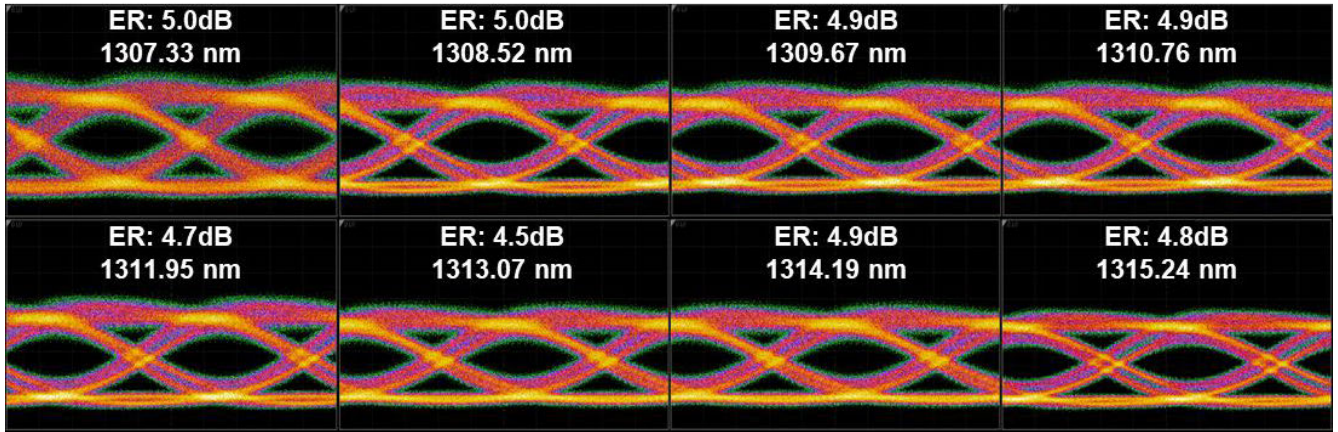 ER: 5.0dB
1307.33 nm
ER: 5.0dB
1308.52 nm
ER: 4.9dB
1309.67 nm
ER: 4.9dB
1310.76 nm
ER: 4.7dB
1311.95 nm
ER: 4.5dB
1313.07 nm
ER: 4.9dB
1314.19 nm
ER: 4.8dB
1315.24 nm